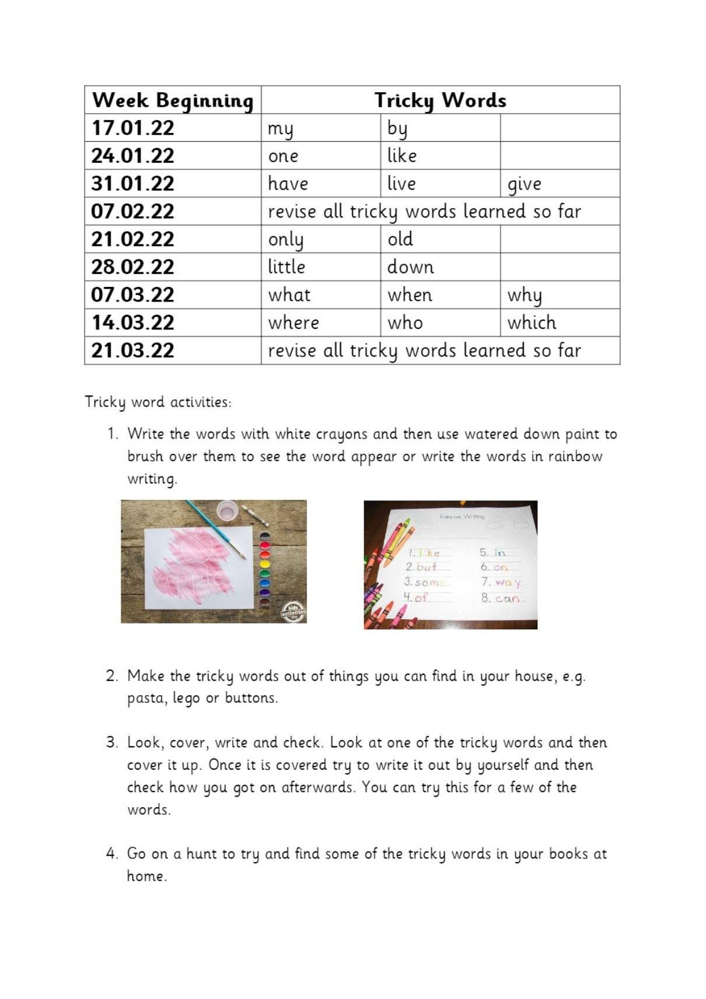 Week Beginning Tricky Words
17.01.22 my by
24.01.22 one like
31.01.22 have live give
07.02.22 revise all tricky words learned so far
21.02.22 only old
28.02.22 little down
07.03.22 what when why
14.03.22 where who which
21.03.22 revise all tricky words learned so far
Tricky word activities:
1. Write the words with white crayons and then use watered down paint to
brush over them to see the word appear or write the words in rainbow
writing.
apple
kids
activities
Rainbow Writing
1. like 5. in
2. but 6. on
3. some 7. way
4. of 8. can
2. Make the tricky words out of things you can find in your house, e.g.
pasta, lego or buttons.
3. Look, cover, write and check. Look at one of the tricky words and then
cover it up. Once it is covered try to write it out by yourself and then
check how you got on afterwards. You can try this for a few of the
words.
4. Go on a hunt to try and find some of the tricky words in your books at
home.